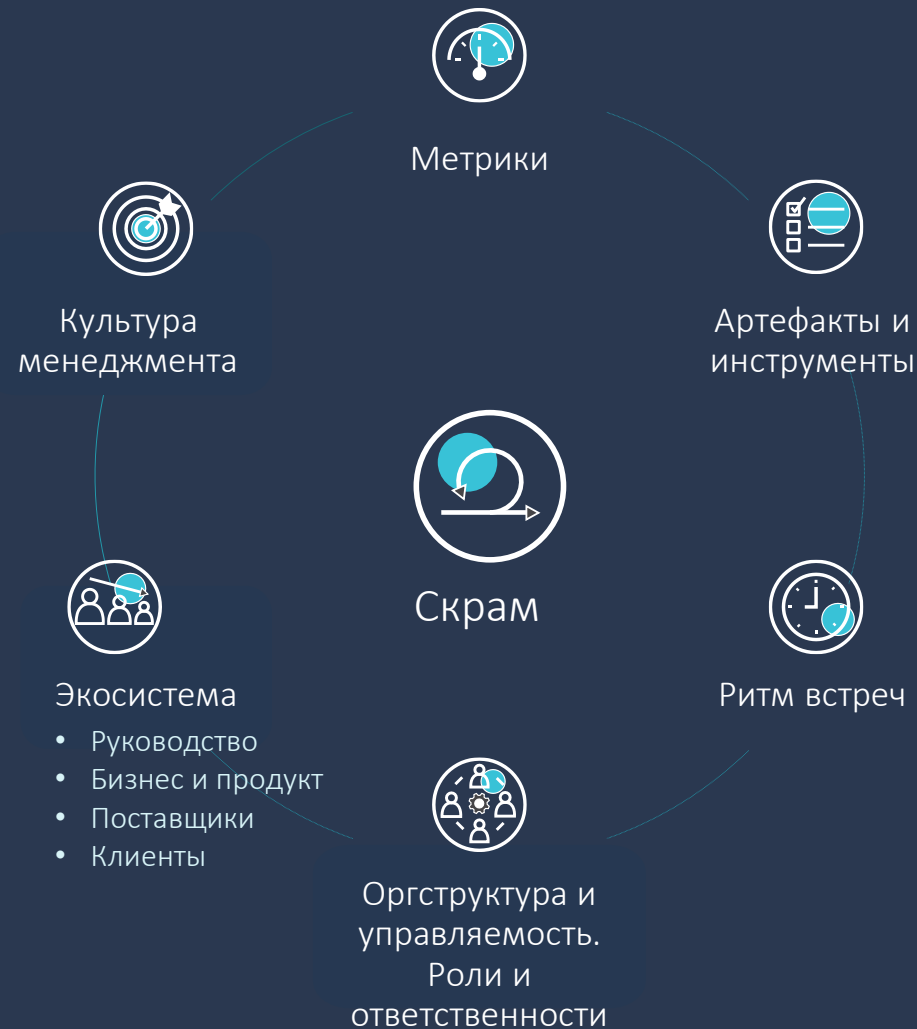 Метрики
Культура
менеджмента
Артефакты и
инструменты
Скрам
Экосистема
• Руководство
• Бизнес и продукт
• Поставщики
• Клиенты
Ритм встреч
Оргструктура и
управляемость.
Роли и
ответственности